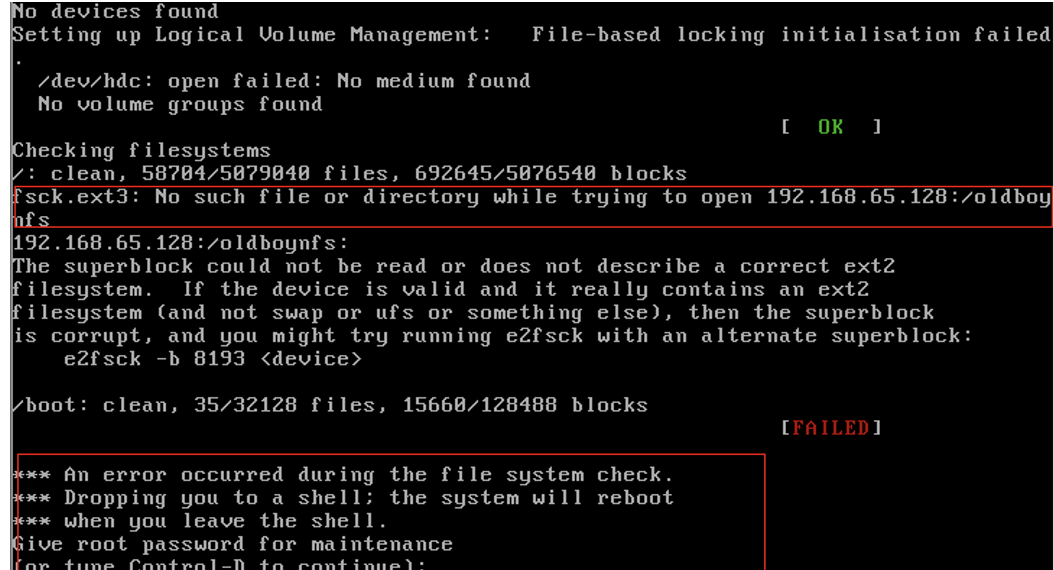 No devices found
Setting up Logical Volume Management:   File-based locking initialisation failed
.
  /dev/hdc: open failed: No medium found
  No volume groups found
[  OK  ]
Checking filesystems
/: clean, 58704/5079040 files, 692645/5076540 blocks
fsck.ext3: No such file or directory while trying to open 192.168.65.128:/oldboy
nfs
192.168.65.128:/oldboynfs:
The superblock could not be read or does not describe a correct ext2
filesystem.  If the device is valid and it really contains an ext2
filesystem (and not swap or ufs or something else), then the superblock
is corrupt, and you might try running e2fsck with an alternate superblock:
    e2fsck -b 8193 <device>
/boot: clean, 35/32128 files, 15660/128488 blocks
[FAILED]
*** An error occurred during the file system check.
*** Dropping you to a shell; the system will reboot
*** when you leave the shell.
Give root password for maintenance
(or type Control-D to continue):